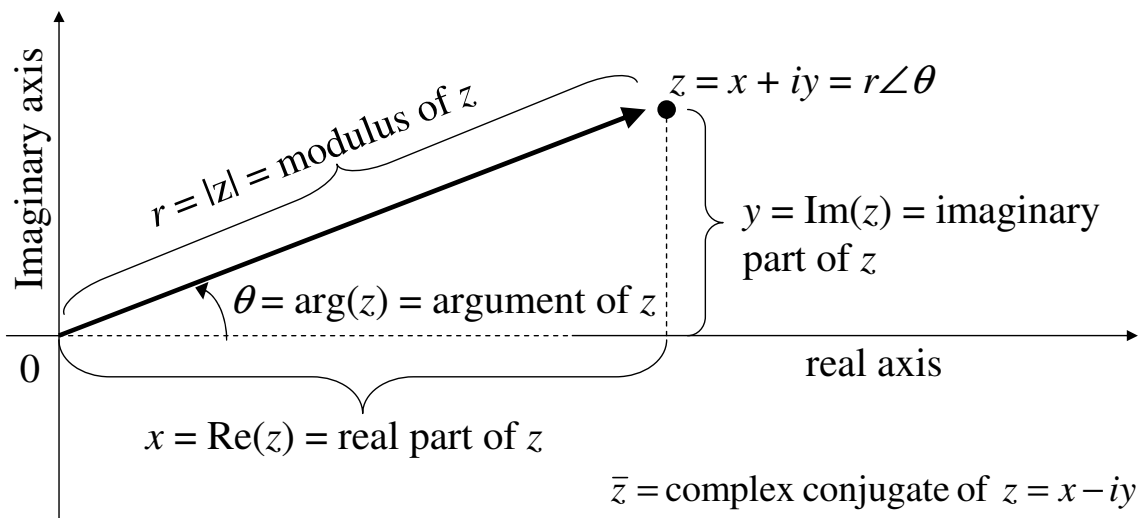 Imaginary axis
z = x + iy = r∠θ
r = |z| = modulus of z
y = Im(z) = imaginary
part of z
θ = arg(z) = argument of z
0
real axis
x = Re(z) = real part of z
z̄ = complex conjugate of z = x − iy